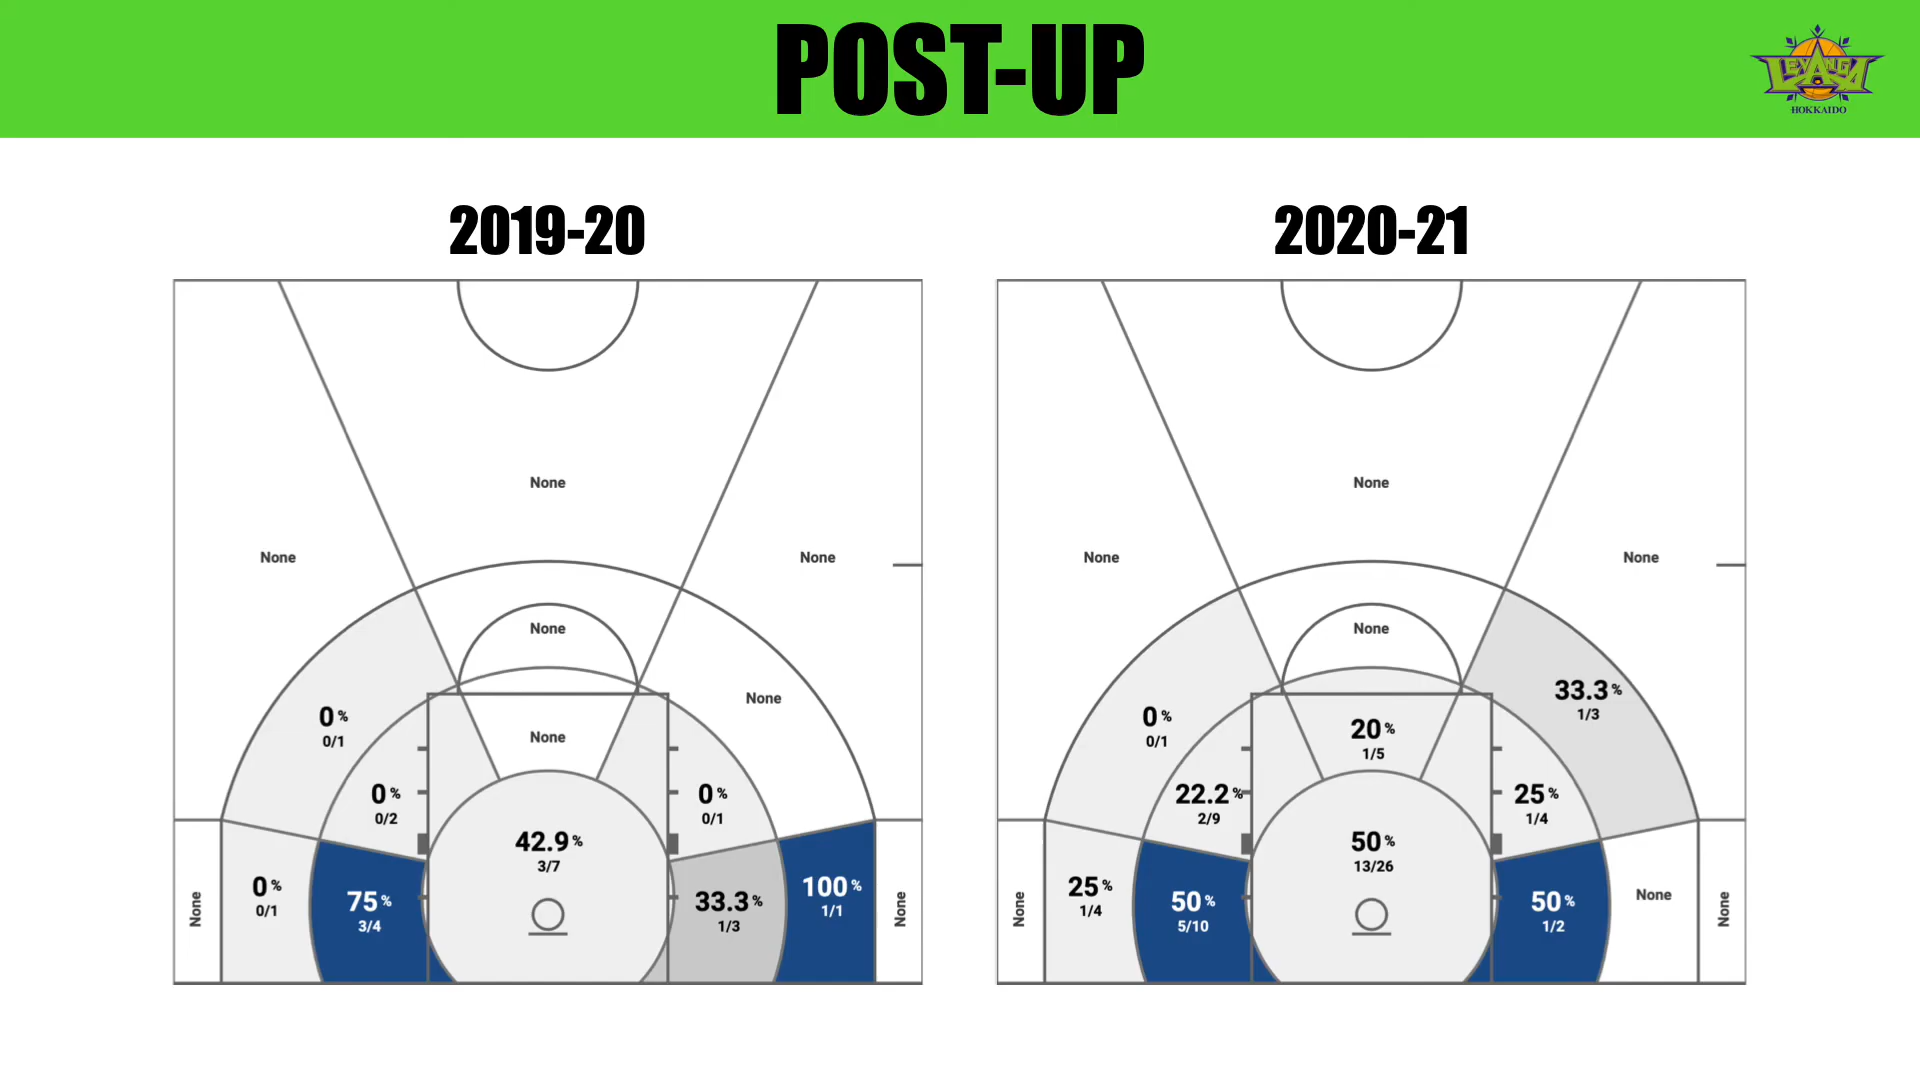 POST-UP
LEVANGA
HOKKAIDO
2019-20
None
None
None
None
None
0%
0/1
None
0%
0/2
0%
0/1
42.9%
3/7
None
0%
0/1
75%
3/4
33.3%
1/3
100%
1/1
None
2020-21
None
None
None
None
33.3%
1/3
0%
0/1
20%
1/5
22.2%
2/9
25%
1/4
50%
13/26
None
25%
1/4
50%
5/10
50%
1/2
None
None